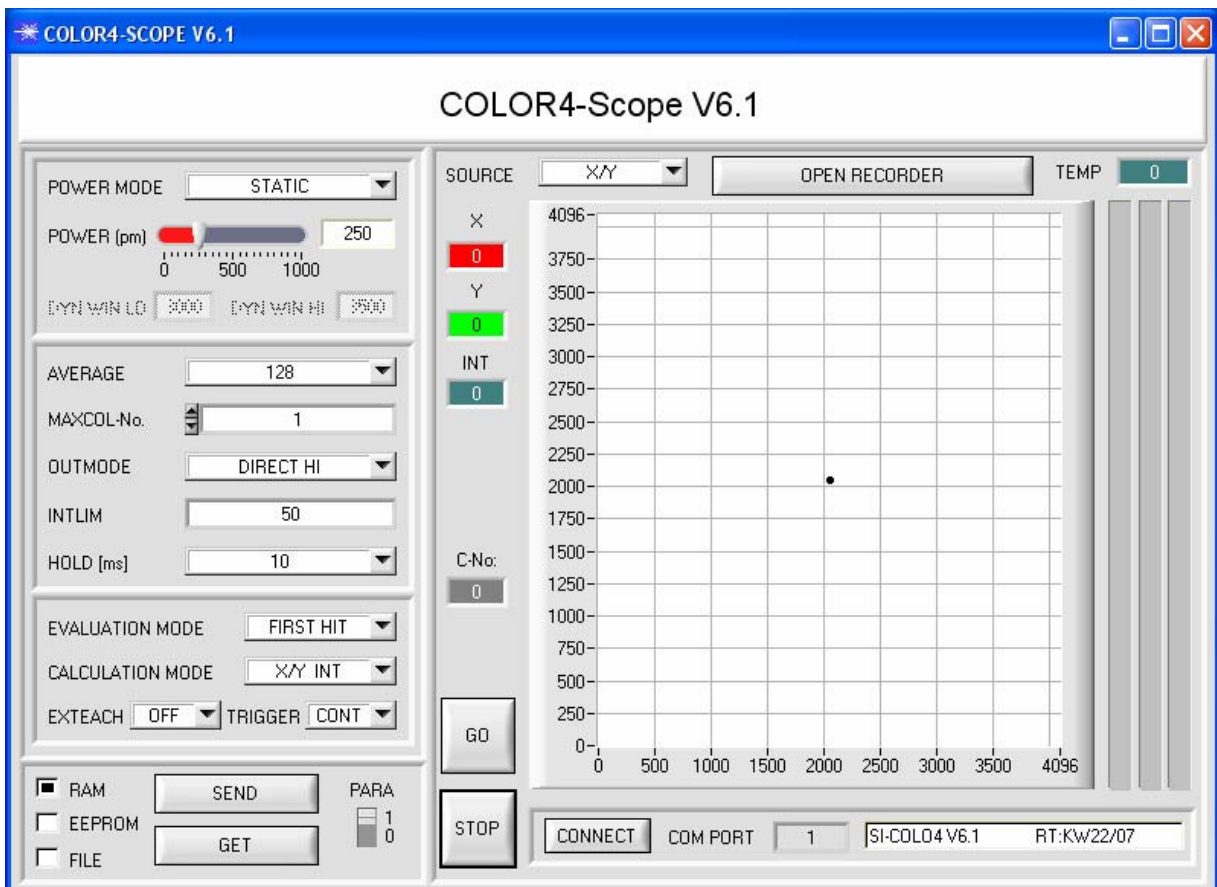 COLOR4-SCOPE V6.1
COLOR4-Scope V6.1
POWER MODE STATIC
POWER (pm) 250
0 500 1000
DYN WIN LO 3000 DYN WIN HI 3500
AVERAGE 128
MAXCOL-No. 1
OUTMODE DIRECT HI
INTLIM 50
HOLD [ms] 10
EVALUATION MODE FIRST HIT
CALCULATION MODE X/Y INT
EXTEACH OFF TRIGGER CONT
RAM
EEPROM
FILE
SEND
GET
PARA
1
0
SOURCE X/Y OPEN RECORDER TEMP 0
X
0
Y
0
INT
0
C-No:
0
GO
STOP
4096
3750
3500
3250
3000
2750
2500
2250
2000
1750
1500
1250
1000
750
500
250
0
0 500 1000 1500 2000 2500 3000 3500 4096
CONNECT COM PORT 1 SI-COLO4 V6.1 RT:KW22/07